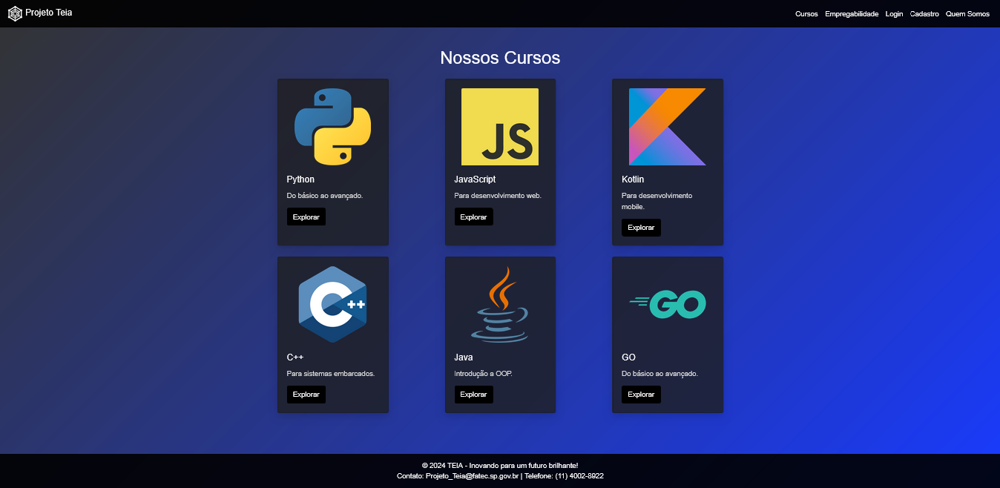 Projeto Teia
Cursos Empregabilidade Login Cadastro Quem Somos
Nossos Cursos
JS
Python
Do básico ao avançado.
Explorar
JavaScript
Para desenvolvimento web.
Explorar
Kotlin
Para desenvolvimento
mobile.
Explorar
C++
C++
Para sistemas embarcados.
Explorar
Java
Introdução a OOP.
Explorar
GO
GO
Do básico ao avançado.
Explorar
© 2024 TEIA - Inovando para um futuro brilhante!
Contato: Projeto_Teia@fatec.sp.gov.br | Telefone: (11) 4002-8922